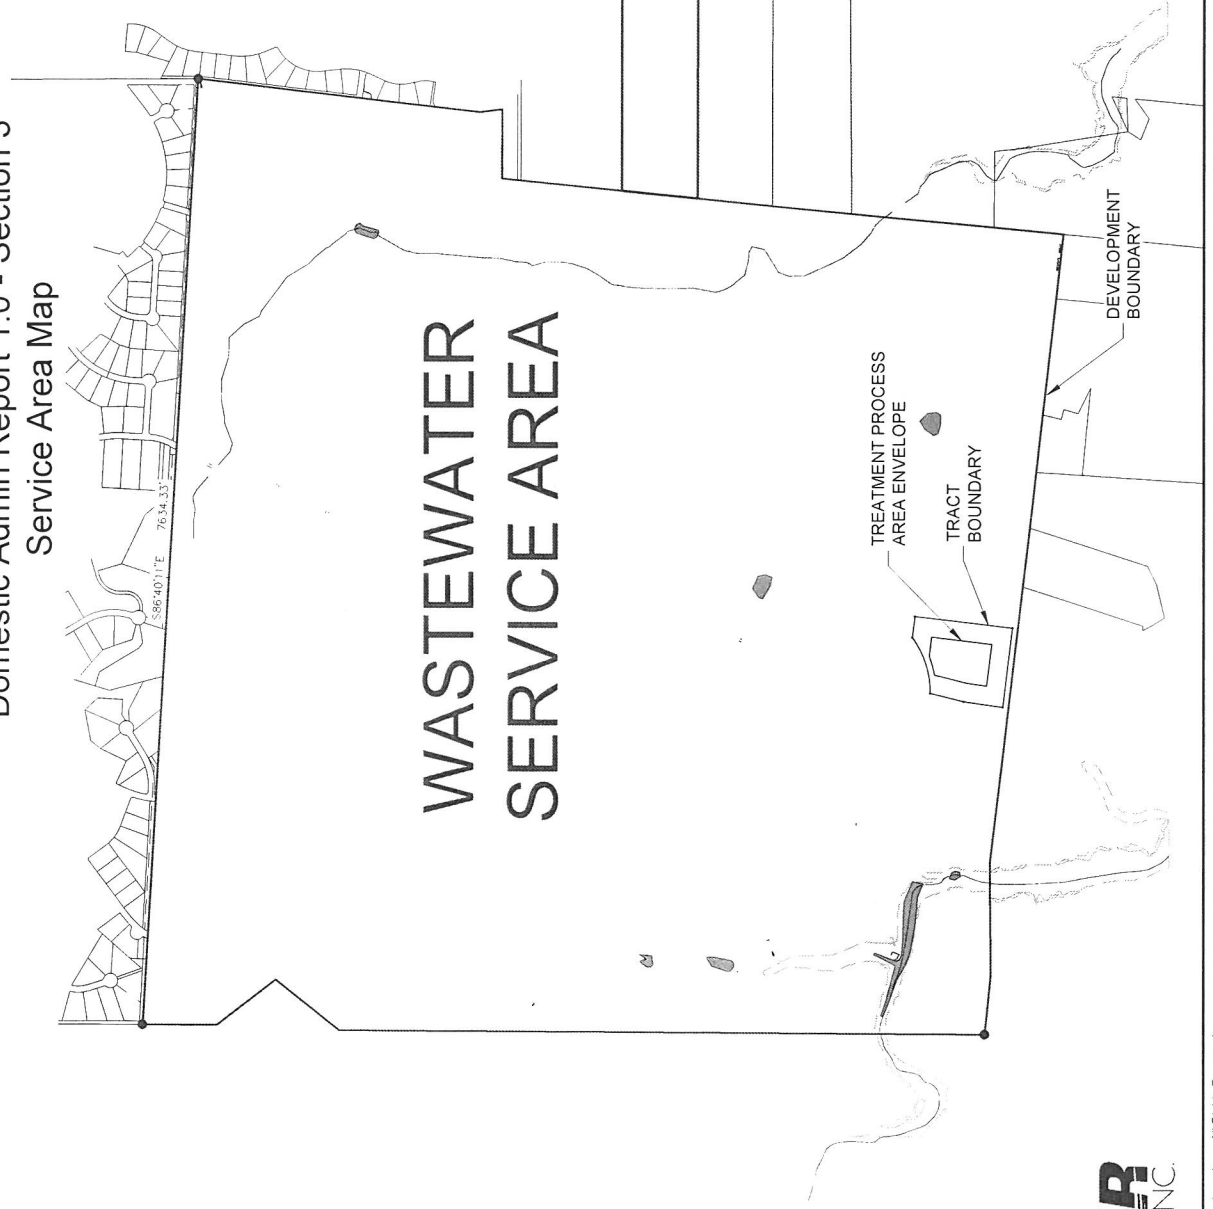 Domestic Admin Report 1.0 - Section 3
Service Area Map
S86°40'11"E 7634.33'
WASTEWATER
SERVICE AREA
TREATMENT PROCESS
AREA ENVELOPE
TRACT
BOUNDARY
DEVELOPMENT
BOUNDARY
INC.